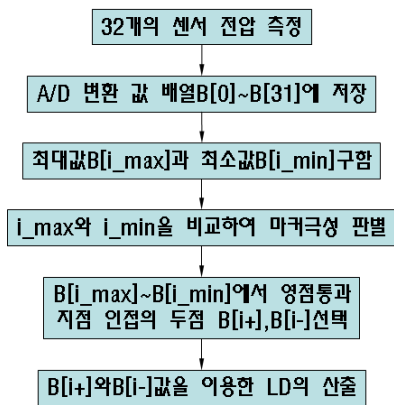 32개의 센서 전압 측정
A/D 변환 값 배열B[0]~B[31]에 저장
최대값B[i_max]과 최소값B[i_min]구함
i_max와 i_min을 비교하여 마커극성 판별
B[i_max]~B[i_min]에서 영점통과
지점 인접의 두점 B[i+],B[i-]선택
B[i+]와B[i-]값을 이용한 LD의 산출